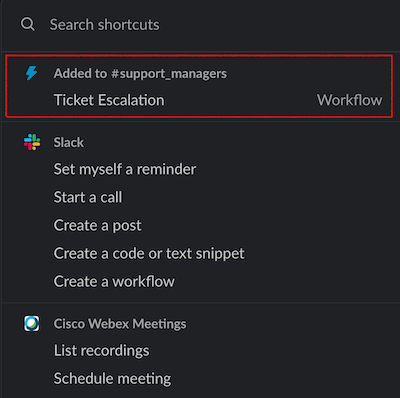 Search shortcuts
Added to #support_managers
Ticket Escalation Workflow
Slack
Set myself a reminder
Start a call
Create a post
Create a code or text snippet
Create a workflow
Cisco Webex Meetings
List recordings
Schedule meeting